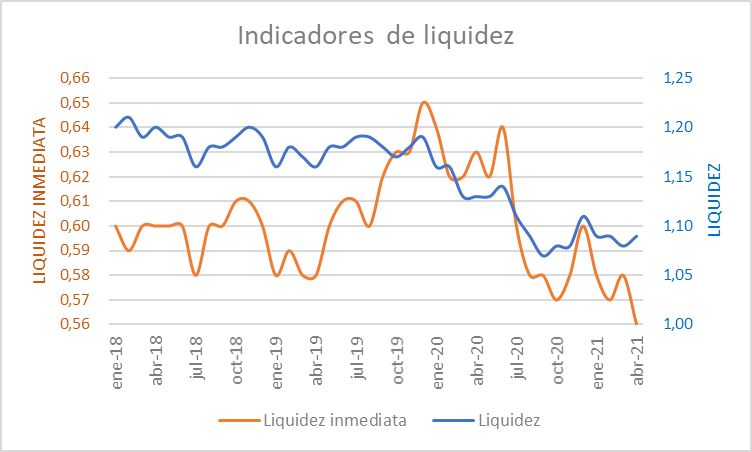 Indicadores de liquidez
LIQUIDEZ INMEDIATA
0,66
0,65
0,64
0,63
0,62
0,61
0,60
0,59
0,58
0,57
0,56
1,25
1,20
1,15
1,10
1,05
1,00
LIQUIDEZ
ene-18
abr-18
jul-18
oct-18
ene-19
abr-19
jul-19
oct-19
ene-20
abr-20
jul-20
oct-20
ene-21
abr-21
Liquidez inmediata
Liquidez